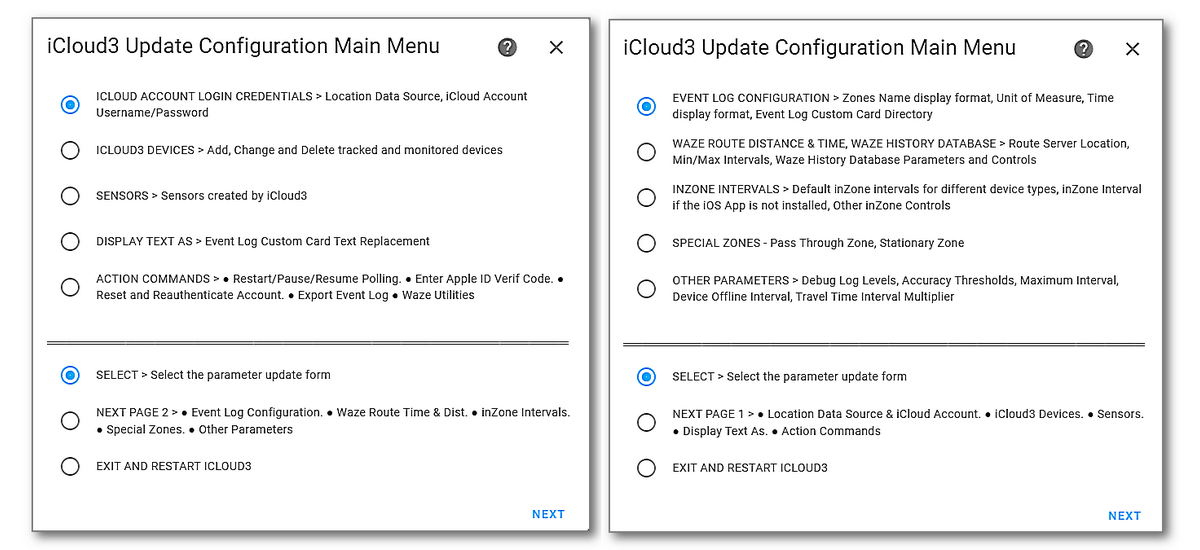 iCloud3 Update Configuration Main Menu
ICLOUD ACCOUNT LOGIN CREDENTIALS > Location Data Source, iCloud Account
Username/Password
ICLOUD3 DEVICES > Add, Change and Delete tracked and monitored devices
SENSORS > Sensors created by iCloud3
DISPLAY TEXT AS > Event Log Custom Card Text Replacement
ACTION COMMANDS > ● Restart/Pause/Resume Polling. ● Enter Apple ID Verif Code. ●
Reset and Reauthenticate Account. ● Export Event Log ● Waze Utilities
SELECT > Select the parameter update form
NEXT PAGE 2 > ● Event Log Configuration. ● Waze Route Time & Dist. ● inZone Intervals.
● Special Zones. ● Other Parameters
EXIT AND RESTART ICLOUD3
NEXT
iCloud3 Update Configuration Main Menu
EVENT LOG CONFIGURATION > Zones Name display format, Unit of Measure, Time
display format, Event Log Custom Card Directory
WAZE ROUTE DISTANCE & TIME, WAZE HISTORY DATABASE > Route Server Location,
Min/Max Intervals, Waze History Database Parameters and Controls
INZONE INTERVALS > Default inZone intervals for different device types, inZone Interval
if the iOS App is not installed, Other inZone Controls
SPECIAL ZONES - Pass Through Zone, Stationary Zone
OTHER PARAMETERS > Debug Log Levels, Accuracy Thresholds, Maximum Interval,
Device Offline Interval, Travel Time Interval Multiplier
SELECT > Select the parameter update form
NEXT PAGE 1 > ● Location Data Source & iCloud Account. ● iCloud3 Devices. ● Sensors.
● Display Text As. ● Action Commands
EXIT AND RESTART ICLOUD3
NEXT